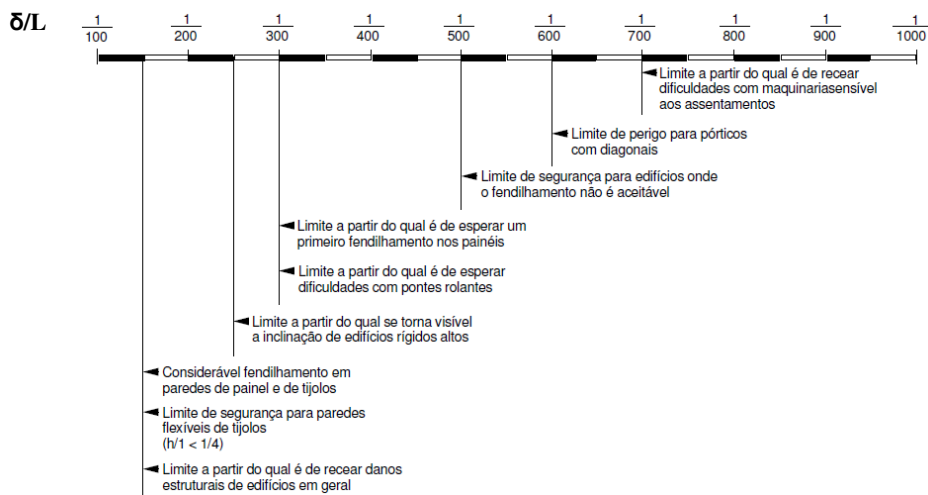 δ/L
1/100 1/200 1/300 1/400 1/500 1/600 1/700 1/800 1/900 1/1000
Limite a partir do qual é de recear
dificuldades com maquinariasensível
aos assentamentos
Limite de perigo para pórticos
com diagonais
Limite de segurança para edifícios onde
o fendilhamento não é aceitável
Limite a partir do qual é de esperar um
primeiro fendilhamento nos painéis
Limite a partir do qual é de esperar
dificuldades com pontes rolantes
Limite a partir do qual se torna visível
a inclinação de edifícios rígidos altos
Considerável fendilhamento em
paredes de painel e de tijolos
Limite de segurança para paredes
flexíveis de tijolos
(h/1 < 1/4)
Limite a partir do qual é de recear danos
estruturais de edifícios em geral